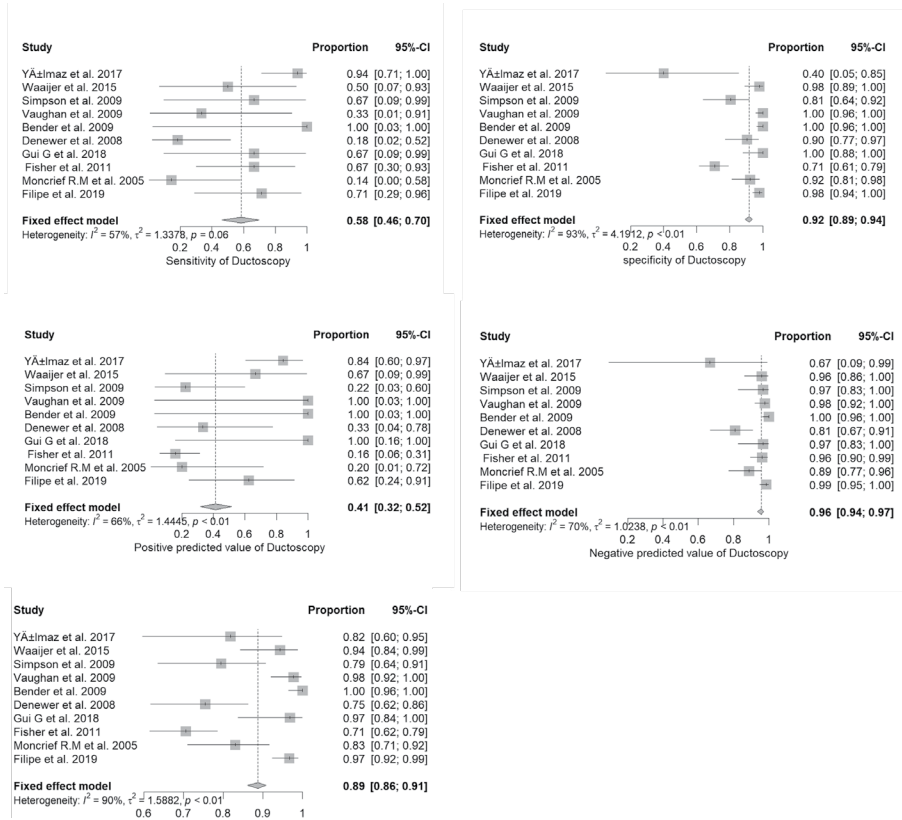 Study Proportion 95%-CI
YÄ±lmaz et al. 2017 0.94 [0.71; 1.00]
Waaijer et al. 2015 0.50 [0.07; 0.93]
Simpson et al. 2009 0.67 [0.09; 0.99]
Vaughan et al. 2009 0.33 [0.01; 0.91]
Bender et al. 2009 1.00 [0.03; 1.00]
Denewer et al. 2008 0.18 [0.02; 0.52]
Gui G et al. 2018 0.67 [0.09; 0.99]
Fisher et al. 2011 0.67 [0.30; 0.93]
Moncrief R.M et al. 2005 0.14 [0.00; 0.58]
Filipe et al. 2019 0.71 [0.29; 0.96]
Fixed effect model 0.58 [0.46; 0.70]
Heterogeneity: I² = 57%, τ² = 1.3378, p = 0.06
0.2 0.4 0.6 0.8 1
Sensitivity of Ductoscopy
Study Proportion 95%-CI
YÄ±lmaz et al. 2017 0.40 [0.05; 0.85]
Waaijer et al. 2015 0.98 [0.89; 1.00]
Simpson et al. 2009 0.81 [0.64; 0.92]
Vaughan et al. 2009 1.00 [0.96; 1.00]
Bender et al. 2009 1.00 [0.96; 1.00]
Denewer et al. 2008 0.90 [0.77; 0.97]
Gui G et al. 2018 1.00 [0.88; 1.00]
Fisher et al. 2011 0.71 [0.61; 0.79]
Moncrief R.M et al. 2005 0.92 [0.81; 0.98]
Filipe et al. 2019 0.98 [0.94; 1.00]
Fixed effect model 0.92 [0.89; 0.94]
Heterogeneity: I² = 93%, τ² = 4.1912, p < 0.01
0.2 0.4 0.6 0.8 1
specificity of Ductoscopy
Study Proportion 95%-CI
YÄ±lmaz et al. 2017 0.84 [0.60; 0.97]
Waaijer et al. 2015 0.67 [0.09; 0.99]
Simpson et al. 2009 0.22 [0.03; 0.60]
Vaughan et al. 2009 1.00 [0.03; 1.00]
Bender et al. 2009 1.00 [0.03; 1.00]
Denewer et al. 2008 0.33 [0.04; 0.78]
Gui G et al. 2018 1.00 [0.16; 1.00]
Fisher et al. 2011 0.16 [0.06; 0.31]
Moncrief R.M et al. 2005 0.20 [0.01; 0.72]
Filipe et al. 2019 0.62 [0.24; 0.91]
Fixed effect model 0.41 [0.32; 0.52]
Heterogeneity: I² = 66%, τ² = 1.4445, p < 0.01
0.2 0.4 0.6 0.8 1
Positive predicted value of Ductoscopy
Study Proportion 95%-CI
YÄ±lmaz et al. 2017 0.67 [0.09; 0.99]
Waaijer et al. 2015 0.96 [0.86; 1.00]
Simpson et al. 2009 0.97 [0.83; 1.00]
Vaughan et al. 2009 0.98 [0.92; 1.00]
Bender et al. 2009 1.00 [0.96; 1.00]
Denewer et al. 2008 0.81 [0.67; 0.91]
Gui G et al. 2018 0.97 [0.83; 1.00]
Fisher et al. 2011 0.96 [0.90; 0.99]
Moncrief R.M et al. 2005 0.89 [0.77; 0.96]
Filipe et al. 2019 0.99 [0.95; 1.00]
Fixed effect model 0.96 [0.94; 0.97]
Heterogeneity: I² = 70%, τ² = 1.0238, p < 0.01
0.2 0.4 0.6 0.8 1
Negative predicted value of Ductoscopy
Study Proportion 95%-CI
YÄ±lmaz et al. 2017 0.82 [0.60; 0.95]
Waaijer et al. 2015 0.94 [0.84; 0.99]
Simpson et al. 2009 0.79 [0.64; 0.91]
Vaughan et al. 2009 0.98 [0.92; 1.00]
Bender et al. 2009 1.00 [0.96; 1.00]
Denewer et al. 2008 0.75 [0.62; 0.86]
Gui G et al. 2018 0.97 [0.84; 1.00]
Fisher et al. 2011 0.71 [0.62; 0.79]
Moncrief R.M et al. 2005 0.83 [0.71; 0.92]
Filipe et al. 2019 0.97 [0.92; 0.99]
Fixed effect model 0.89 [0.86; 0.91]
Heterogeneity: I² = 90%, τ² = 1.5882, p < 0.01
0.6 0.7 0.8 0.9 1